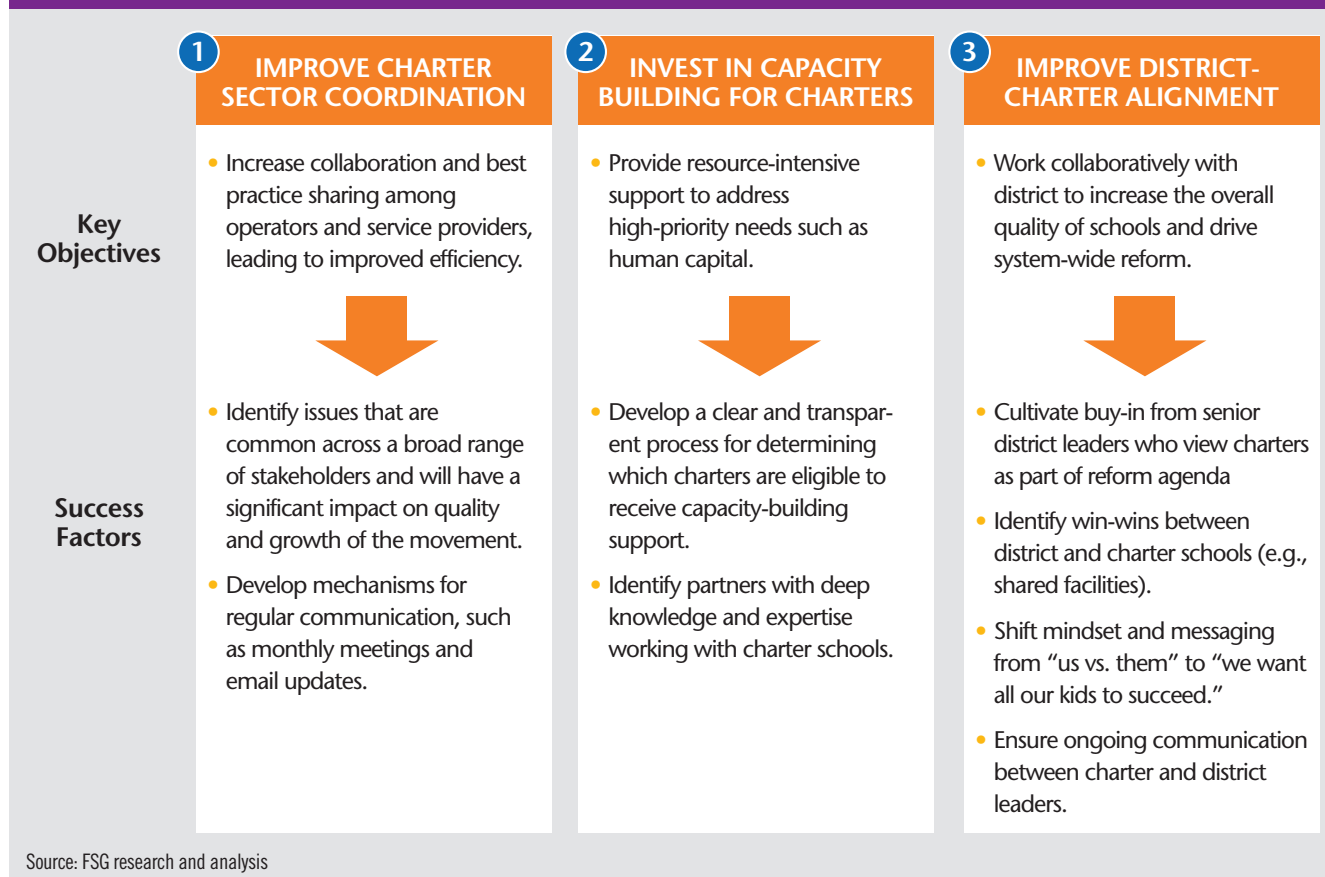 1
IMPROVE CHARTER
SECTOR COORDINATION
2
INVEST IN CAPACITY
BUILDING FOR CHARTERS
3
IMPROVE DISTRICT-
CHARTER ALIGNMENT
Key
Objectives
• Increase collaboration and best
practice sharing among
operators and service providers,
leading to improved efficiency.
• Provide resource-intensive
support to address
high-priority needs such as
human capital.
• Work collaboratively with
district to increase the overall
quality of schools and drive
system-wide reform.
Success
Factors
• Identify issues that are
common across a broad range
of stakeholders and will have a
significant impact on quality
and growth of the movement.
• Develop mechanisms for
regular communication, such
as monthly meetings and
email updates.
• Develop a clear and transpar-
ent process for determining
which charters are eligible to
receive capacity-building
support.
• Identify partners with deep
knowledge and expertise
working with charter schools.
• Cultivate buy-in from senior
district leaders who view charters
as part of reform agenda
• Identify win-wins between
district and charter schools (e.g.,
shared facilities).
• Shift mindset and messaging
from “us vs. them” to “we want
all our kids to succeed.”
• Ensure ongoing communication
between charter and district
leaders.
Source: FSG research and analysis